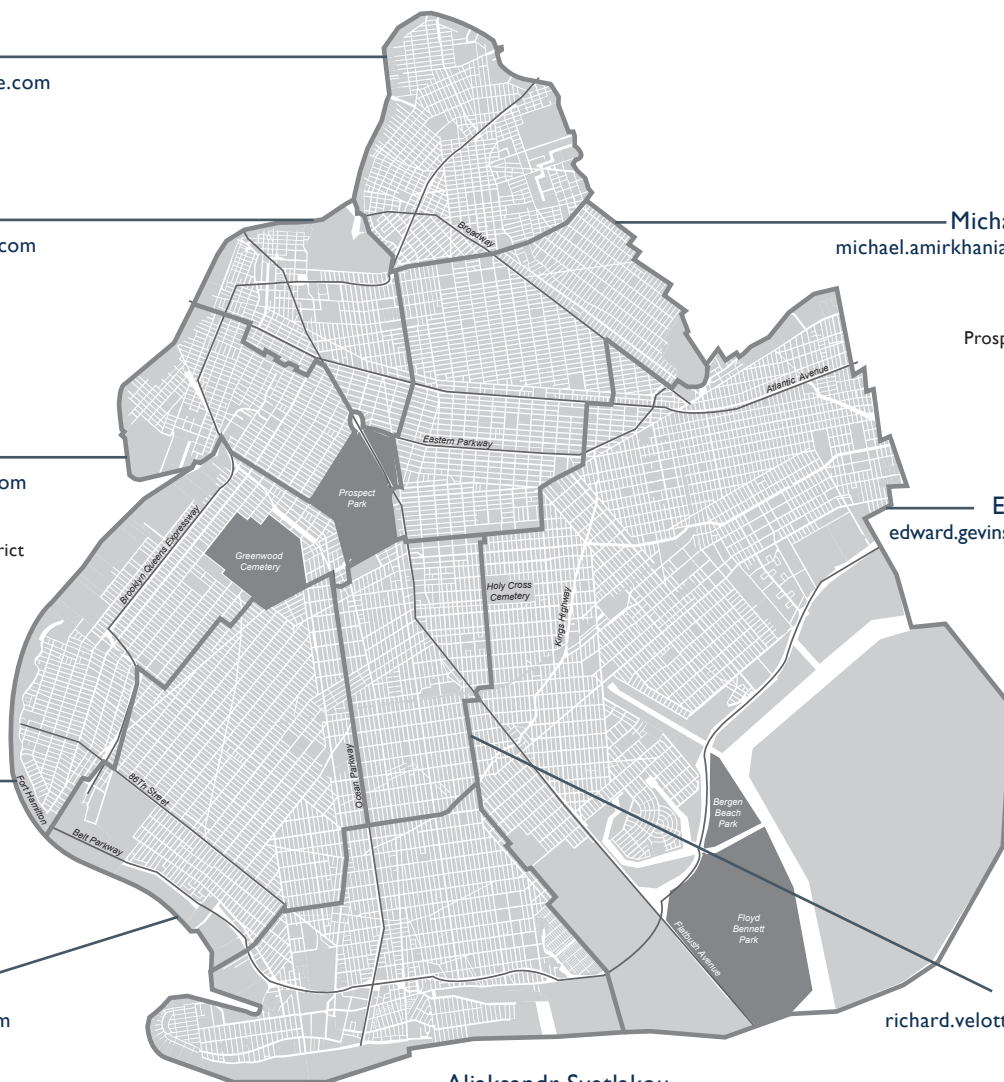 e.com
com
Broadway
Micha
michael.amirkhania
Prosp
Atlantic Avenue
Eastern Parkway
om
Prospect
Park
E
edward.gevins
rict
Brooklyn Queens Expressway
Greenwood
Cemetery
Holy Cross
Cemetery
Kings Highway
Ocean Parkway
Fort Hamilton
86Th Street
Belt Parkway
Bergen
Beach
Park
Floyd
Bennett
Park
Flatbush Avenue
m
richard.velott
Aliaksandr Svetlakou